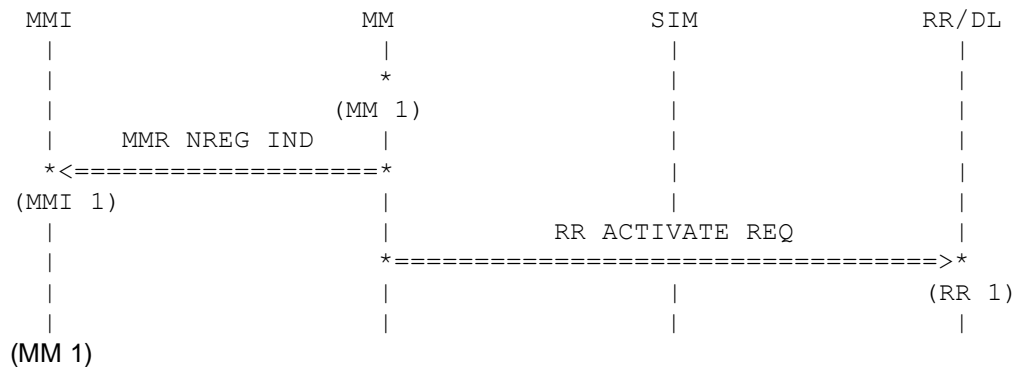 MMI MM SIM RR/DL
| | | |
| * | |
| (MM 1) | |
| MMR NREG IND | | |
*<===================* | |
(MMI 1) | | |
| | RR ACTIVATE REQ |
| *==================================>*
| | | (RR 1)
| | | |
(MM 1)